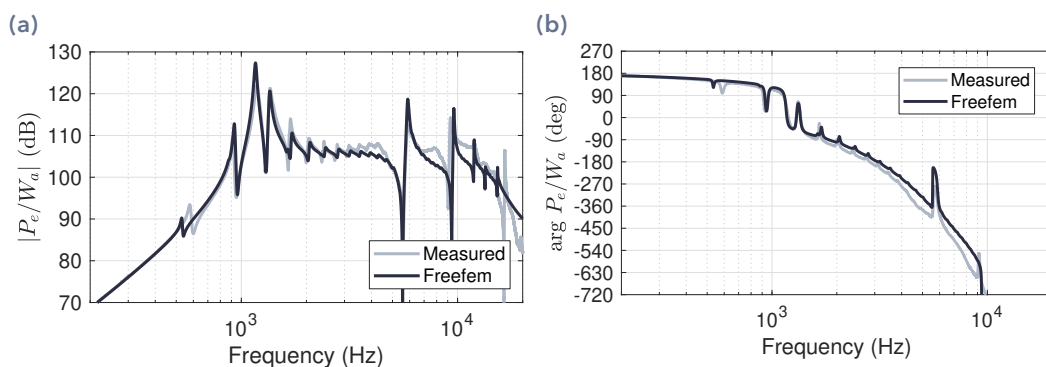 (a)
130
120
110
100
90
80
70
|P_e/W_a| (dB)
10^3
10^4
Frequency (Hz)
Measured
Freefem
(b)
270
180
90
0
-90
-180
-270
-360
-450
-540
-630
-720
arg P_e/W_a (deg)
10^3
10^4
Frequency (Hz)
Measured
Freefem